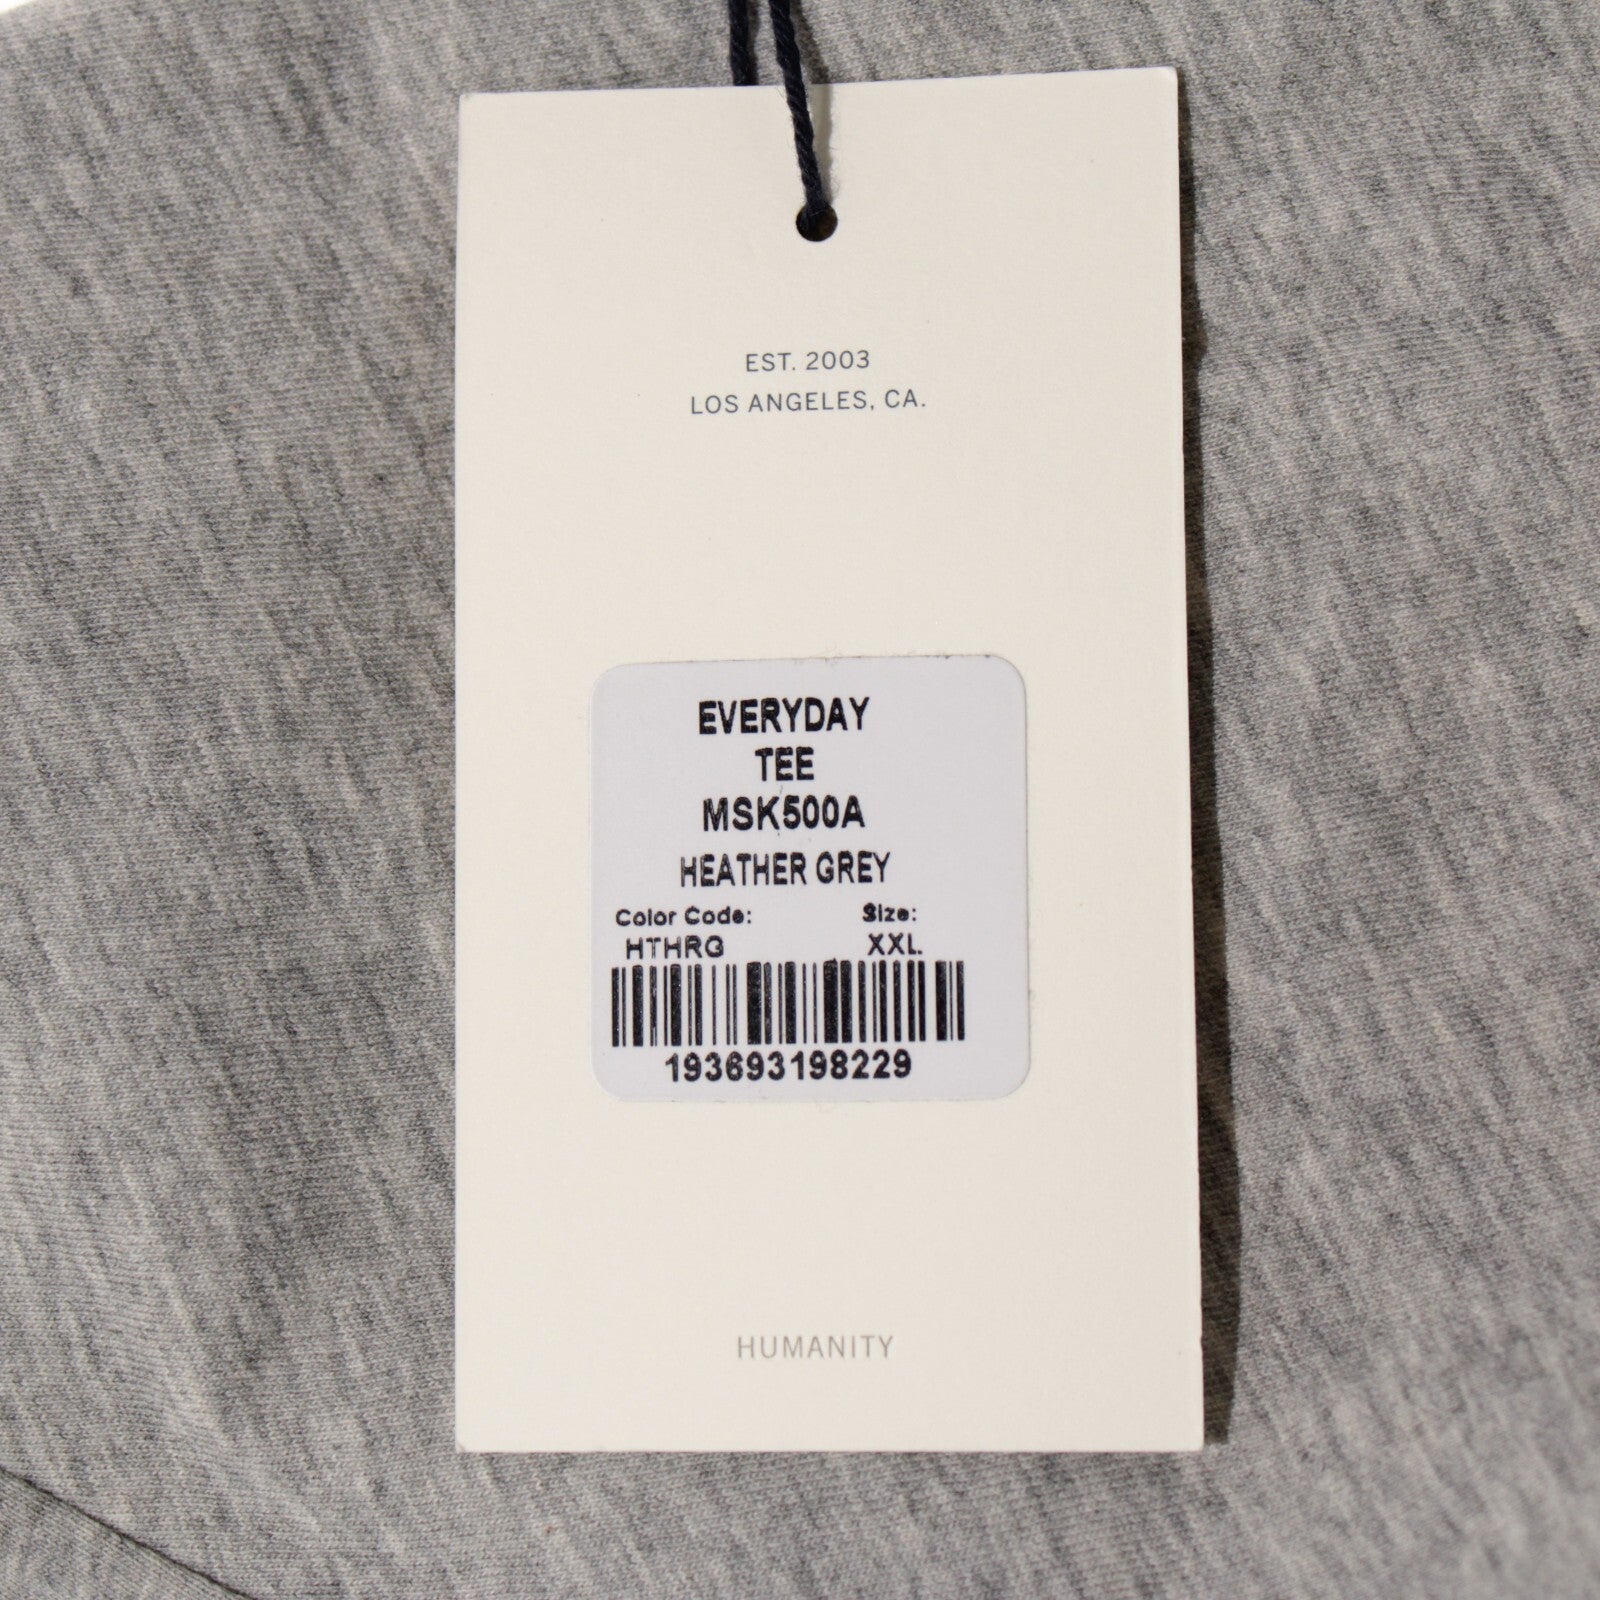 EST. 2003
LOS ANGELES, CA.
EVERYDAY
TEE
MSK500A
HEATHER GREY
Color Code: Size:
HTHRG XXL
193693198229
HUMANITY